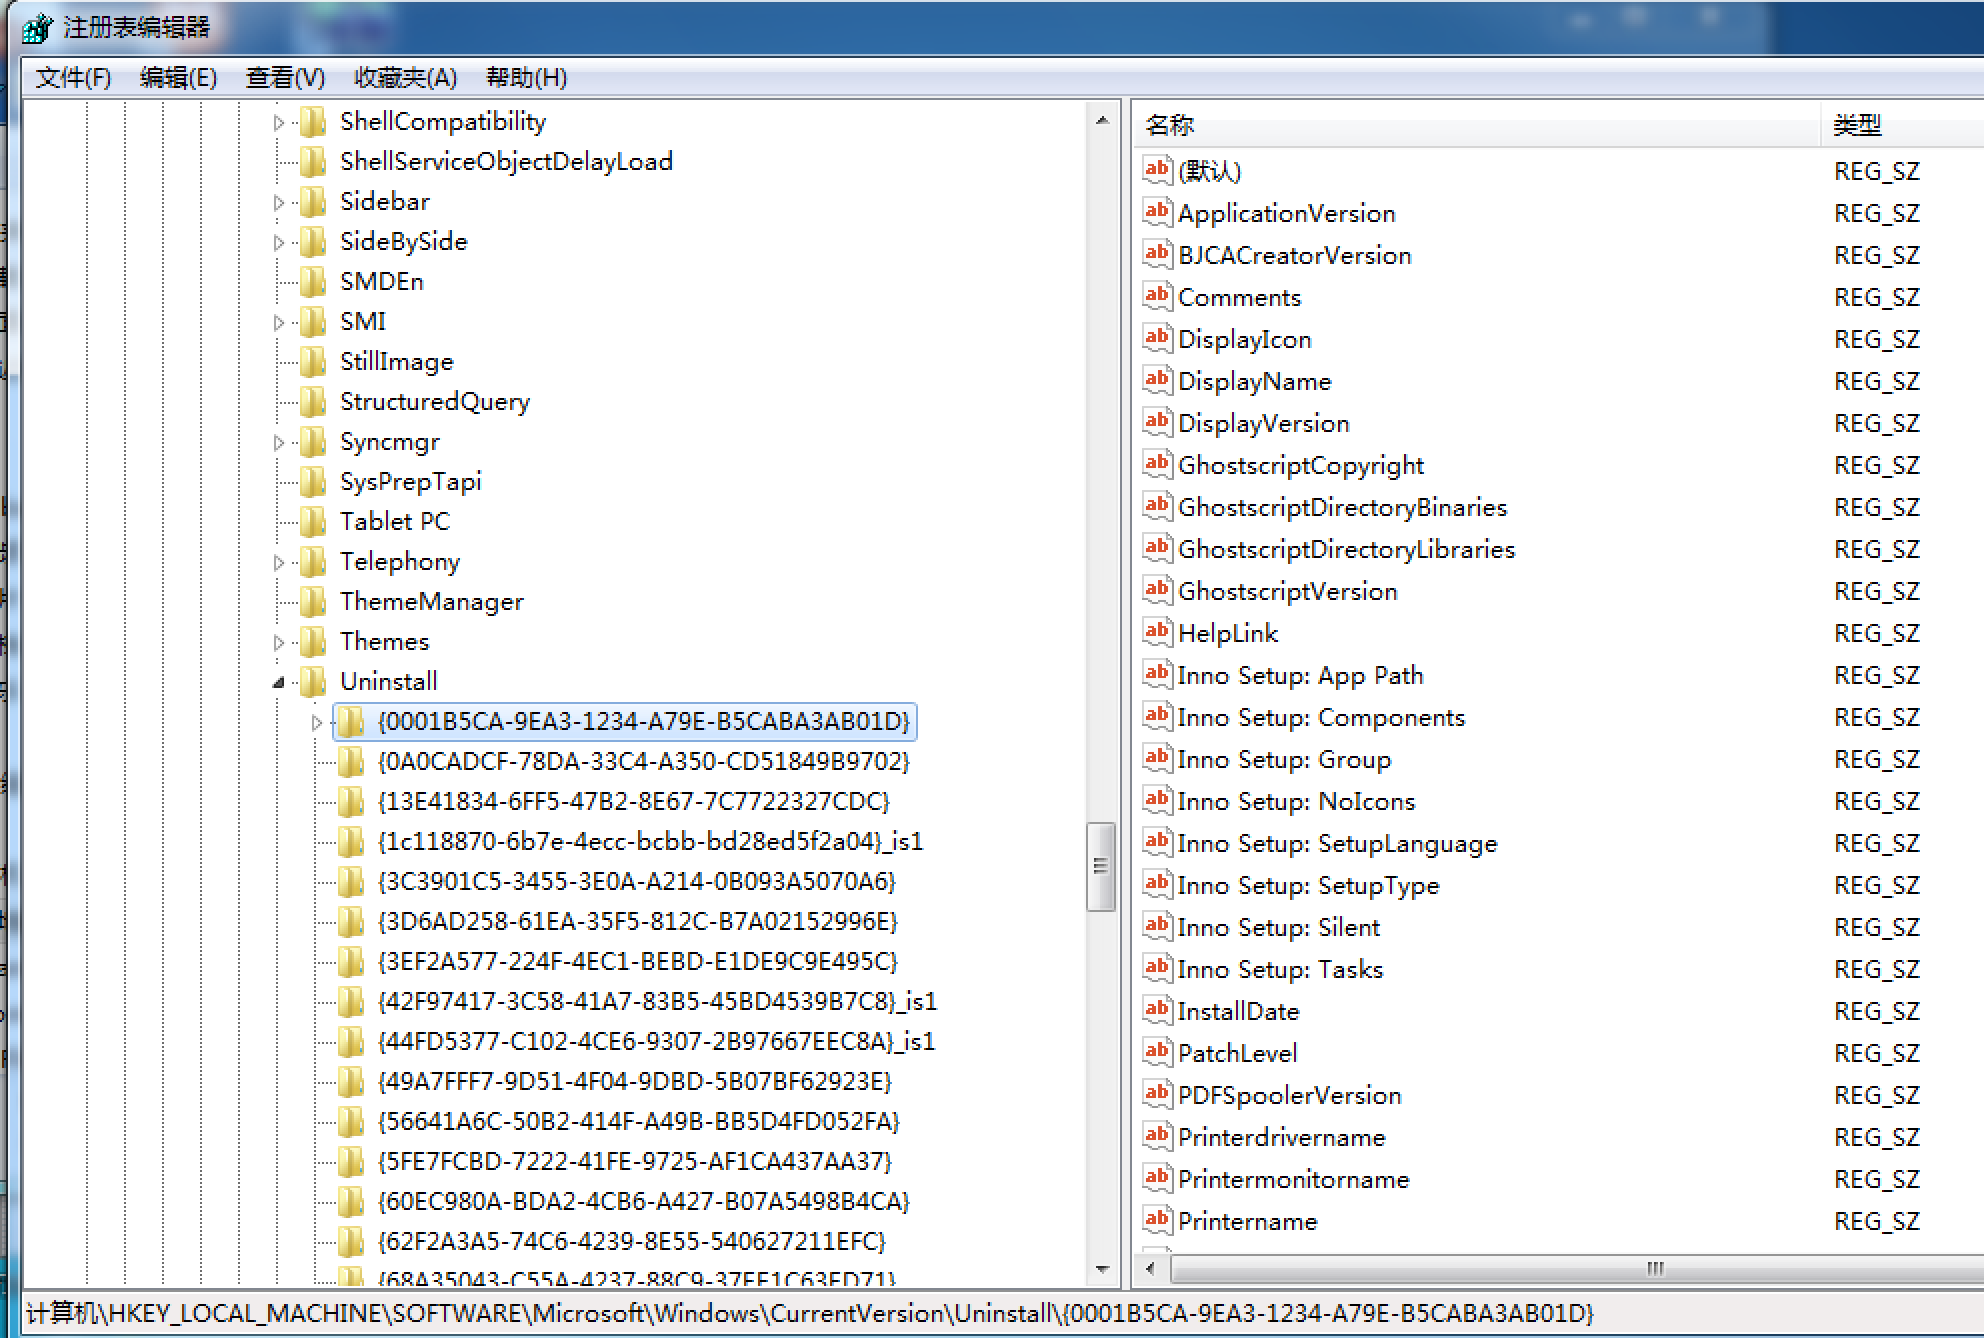 注册表编辑器
文件(F) 编辑(E) 查看(V) 收藏夹(A) 帮助(H)
ShellCompatibility
ShellServiceObjectDelayLoad
Sidebar
SideBySide
SMDEn
SMI
StillImage
StructuredQuery
Syncmgr
SysPrepTapi
Tablet PC
Telephony
ThemeManager
Themes
Uninstall
{0001B5CA-9EA3-1234-A79E-B5CABA3AB01D}
{0A0CADCF-78DA-33C4-A350-CD51849B9702}
{13E41834-6FF5-47B2-8E67-7C7722327CDC}
{1c118870-6b7e-4ecc-bcbb-bd28ed5f2a04}_is1
{3C3901C5-3455-3E0A-A214-0B093A5070A6}
{3D6AD258-61EA-35F5-812C-B7A02152996E}
{3EF2A577-224F-4EC1-BEBD-E1DE9C9E495C}
{42F97417-3C58-41A7-83B5-45BD4539B7C8}_is1
{44FD5377-C102-4CE6-9307-2B97667EEC8A}_is1
{49A7FFF7-9D51-4F04-9DBD-5B07BF62923E}
{56641A6C-50B2-414F-A49B-BB5D4FD052FA}
{5FE7FCBD-7222-41FE-9725-AF1CA437AA37}
{60EC980A-BDA2-4CB6-A427-B07A5498B4CA}
{62F2A3A5-74C6-4239-8E55-540627211EFC}
{68A35043-C55A-4237-88C9-37EE1C63ED71}
名称 类型
(默认) REG_SZ
ApplicationVersion REG_SZ
BJCACreatorVersion REG_SZ
Comments REG_SZ
DisplayIcon REG_SZ
DisplayName REG_SZ
DisplayVersion REG_SZ
GhostscriptCopyright REG_SZ
GhostscriptDirectoryBinaries REG_SZ
GhostscriptDirectoryLibraries REG_SZ
GhostscriptVersion REG_SZ
HelpLink REG_SZ
Inno Setup: App Path REG_SZ
Inno Setup: Components REG_SZ
Inno Setup: Group REG_SZ
Inno Setup: NoIcons REG_SZ
Inno Setup: SetupLanguage REG_SZ
Inno Setup: SetupType REG_SZ
Inno Setup: Silent REG_SZ
Inno Setup: Tasks REG_SZ
InstallDate REG_SZ
PatchLevel REG_SZ
PDFSpoolerVersion REG_SZ
Printerdrivername REG_SZ
Printermonitorname REG_SZ
Printername REG_SZ
计算机\HKEY_LOCAL_MACHINE\SOFTWARE\Microsoft\Windows\CurrentVersion\Uninstall\{0001B5CA-9EA3-1234-A79E-B5CABA3AB01D}